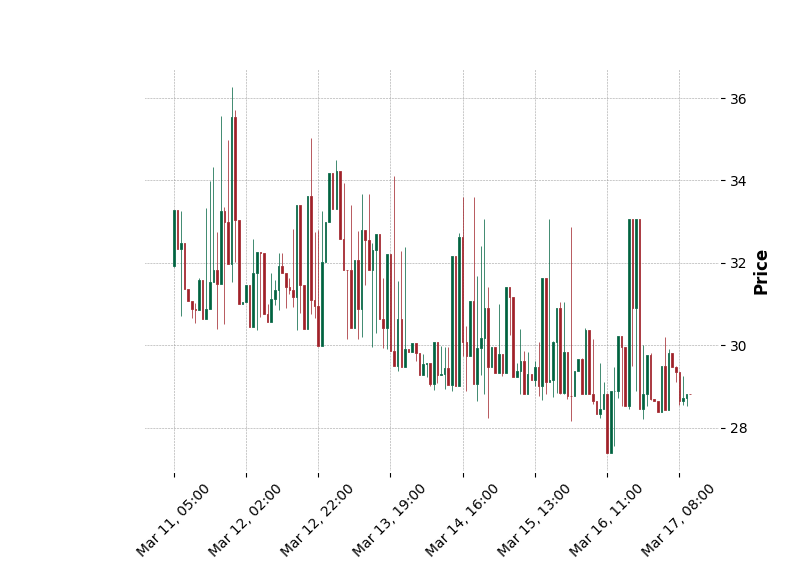 36
34
32
30
28
Price
Mar 11, 05:00
Mar 12, 02:00
Mar 12, 22:00
Mar 13, 19:00
Mar 14, 16:00
Mar 15, 13:00
Mar 16, 11:00
Mar 17, 08:00